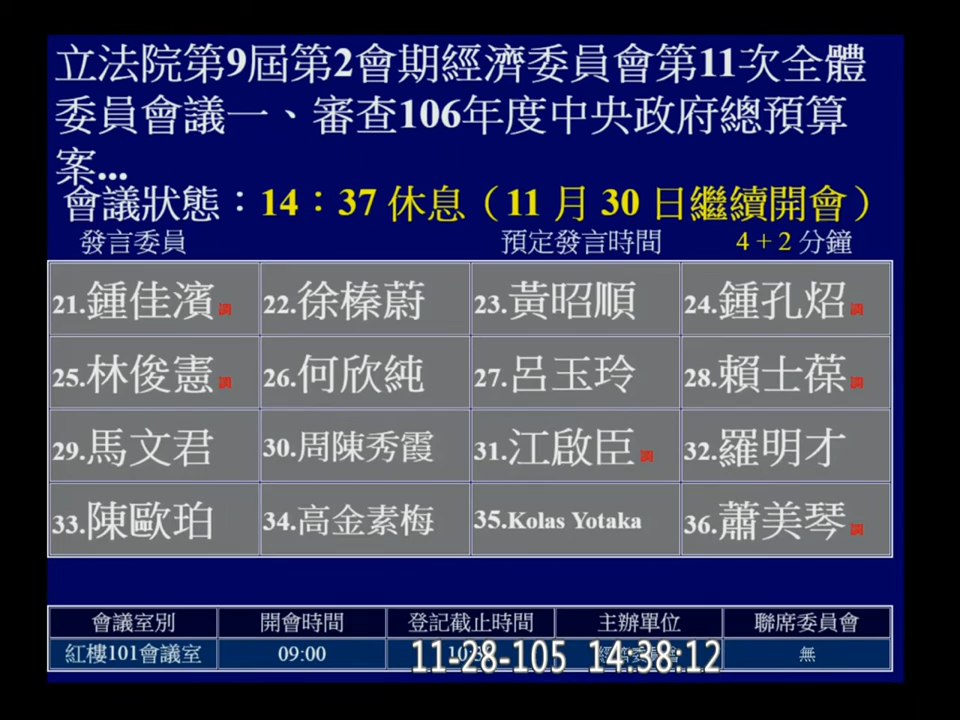 立法院第9屆第2會期經濟委員會第11次全體
委員會議一、審查106年度中央政府總預算
案...
會議狀態：14：37 休息（11 月 30 日繼續開會）
發言委員 預定發言時間 4 + 2 分鐘
21.鍾佳濱 調 22.徐榛蔚 23.黃昭順 24.鍾孔炤 調
25.林俊憲 調 26.何欣純 27.呂玉玲 28.賴士葆 調
29.馬文君 30.周陳秀霞 31.江啟臣 調 32.羅明才
33.陳歐珀 34.高金素梅 35.Kolas Yotaka 36.蕭美琴 調
會議室別 開會時間 登記截止時間 主辦單位 聯席委員會
紅樓101會議室 09:00 無
11-28-105 14:38:12